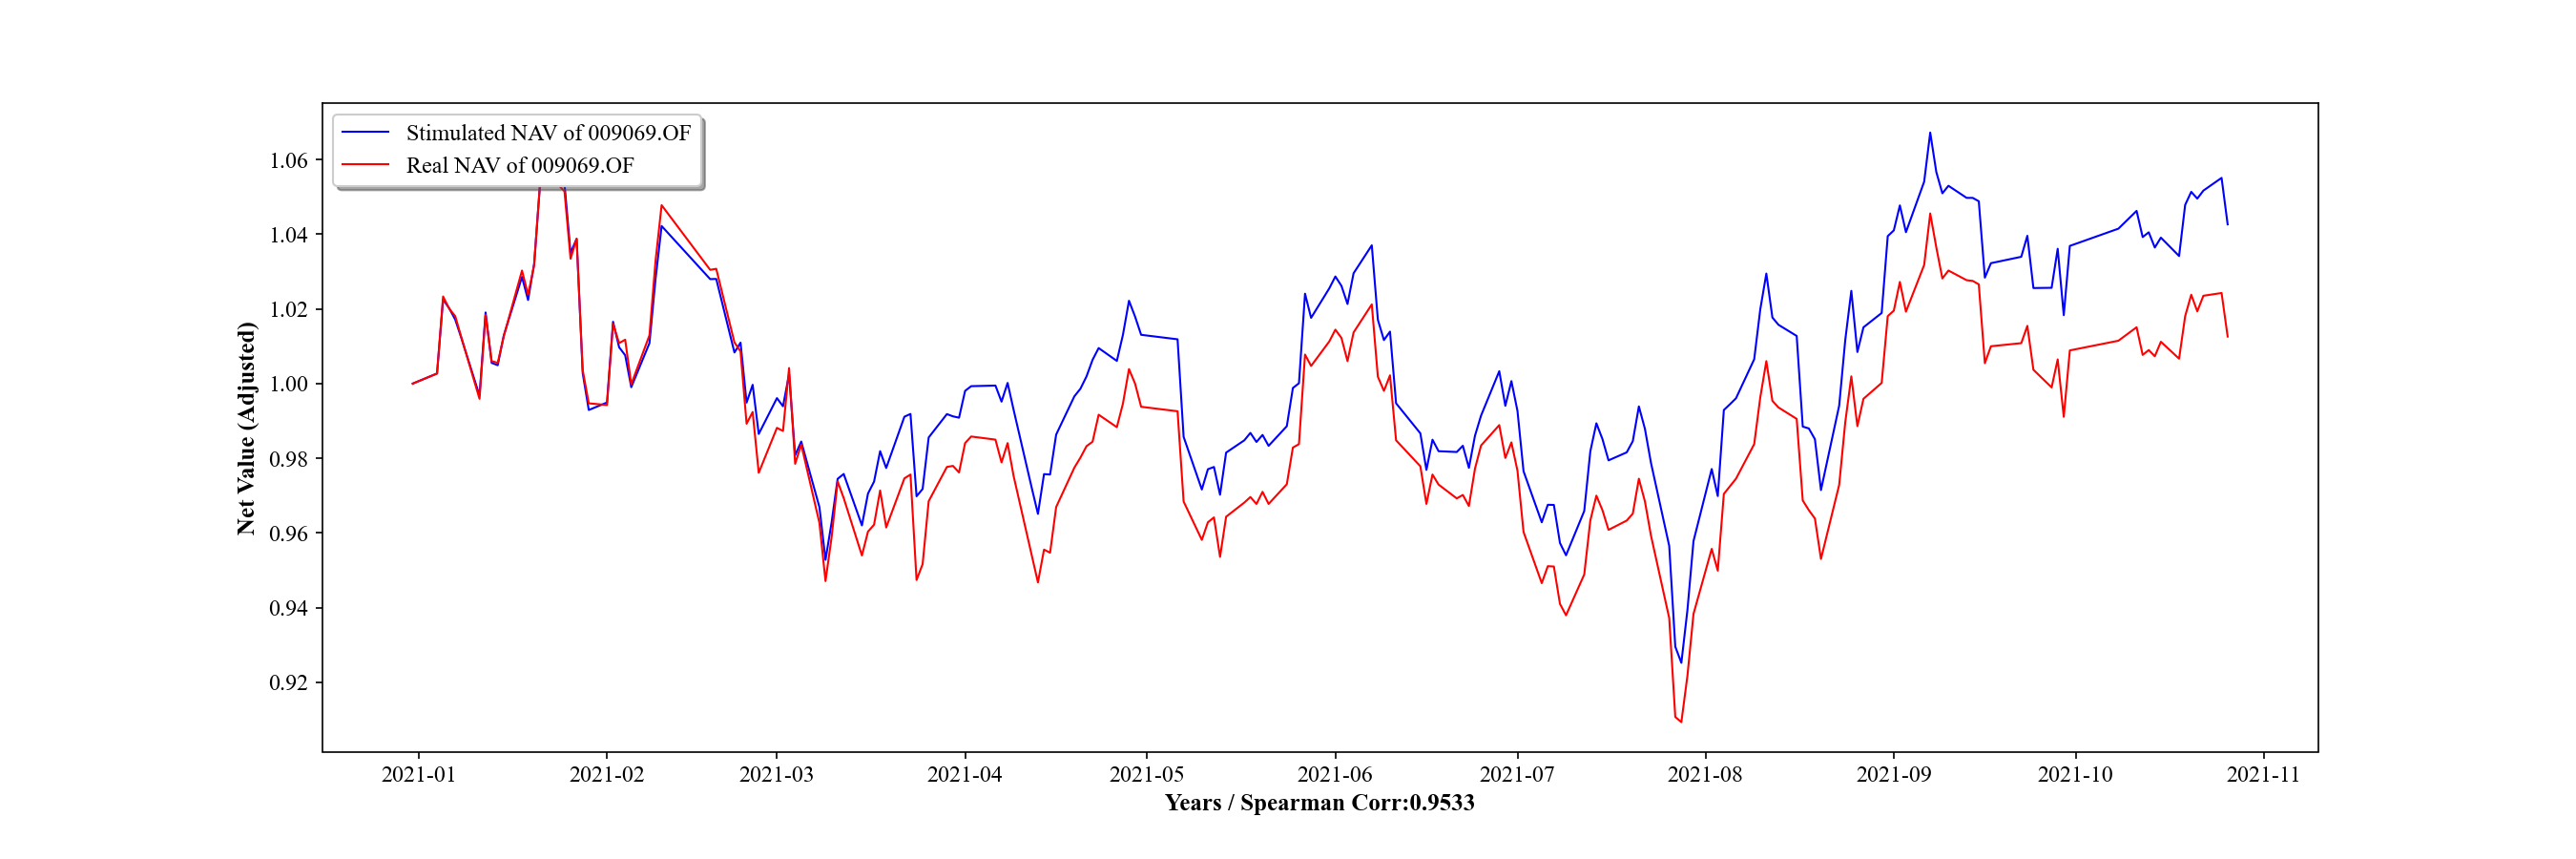 Stimulated NAV of 009069.OF
Real NAV of 009069.OF
1.06
1.04
1.02
1.00
0.98
0.96
0.94
0.92
Net Value (Adjusted)
2021-01 2021-02 2021-03 2021-04 2021-05 2021-06 2021-07 2021-08 2021-09 2021-10 2021-11
Years / Spearman Corr:0.9533